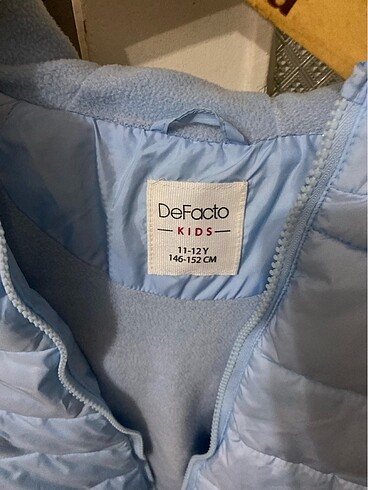 DeFacto
KIDS
11-12 Y
146-152 CM